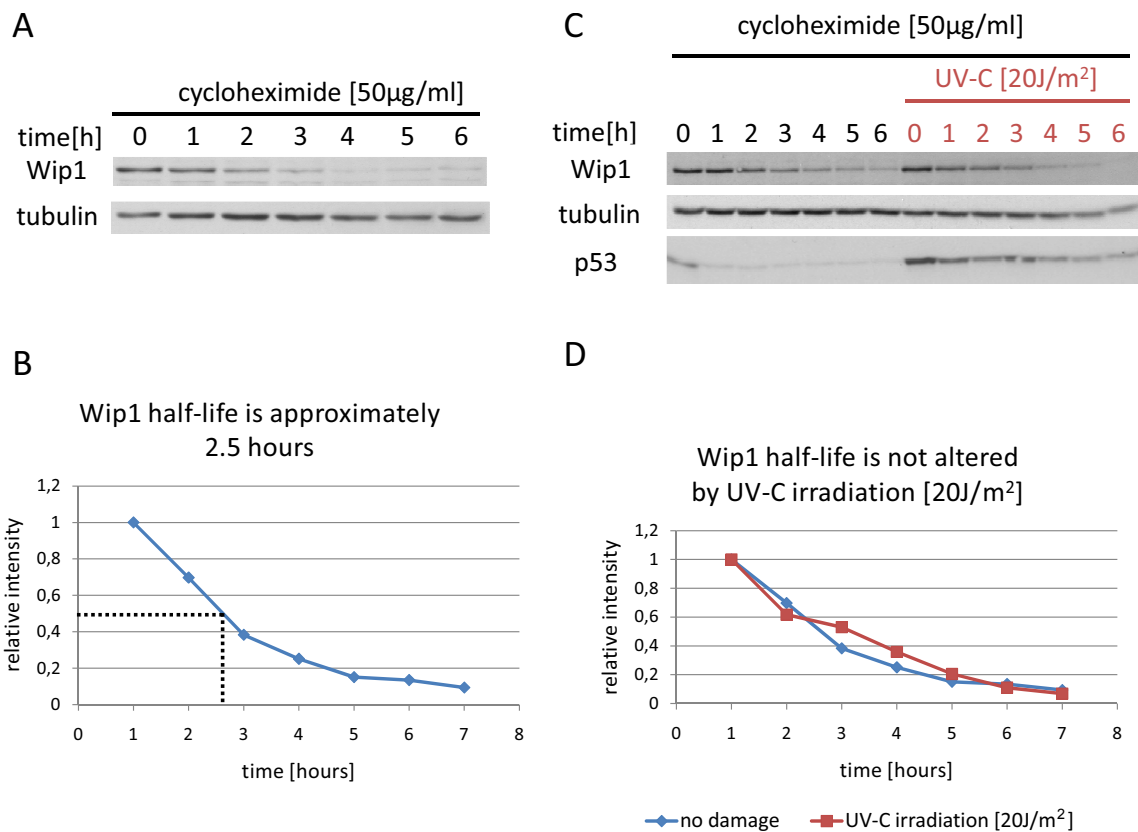 A
cycloheximide [50µg/ml]
time[h] 0 1 2 3 4 5 6
Wip1
tubulin
B
Wip1 half-life is approximately
2.5 hours
relative intensity
1,2
1
0,8
0,6
0,4
0,2
0
0 1 2 3 4 5 6 7 8
time [hours]
C
cycloheximide [50µg/ml]
UV-C [20J/m²]
time[h] 0 1 2 3 4 5 6 0 1 2 3 4 5 6
Wip1
tubulin
p53
D
Wip1 half-life is not altered
by UV-C irradiation [20J/m²]
relative intensity
1,2
1
0,8
0,6
0,4
0,2
0
0 1 2 3 4 5 6 7 8
time [hours]
no damage UV-C irradiation [20J/m²]